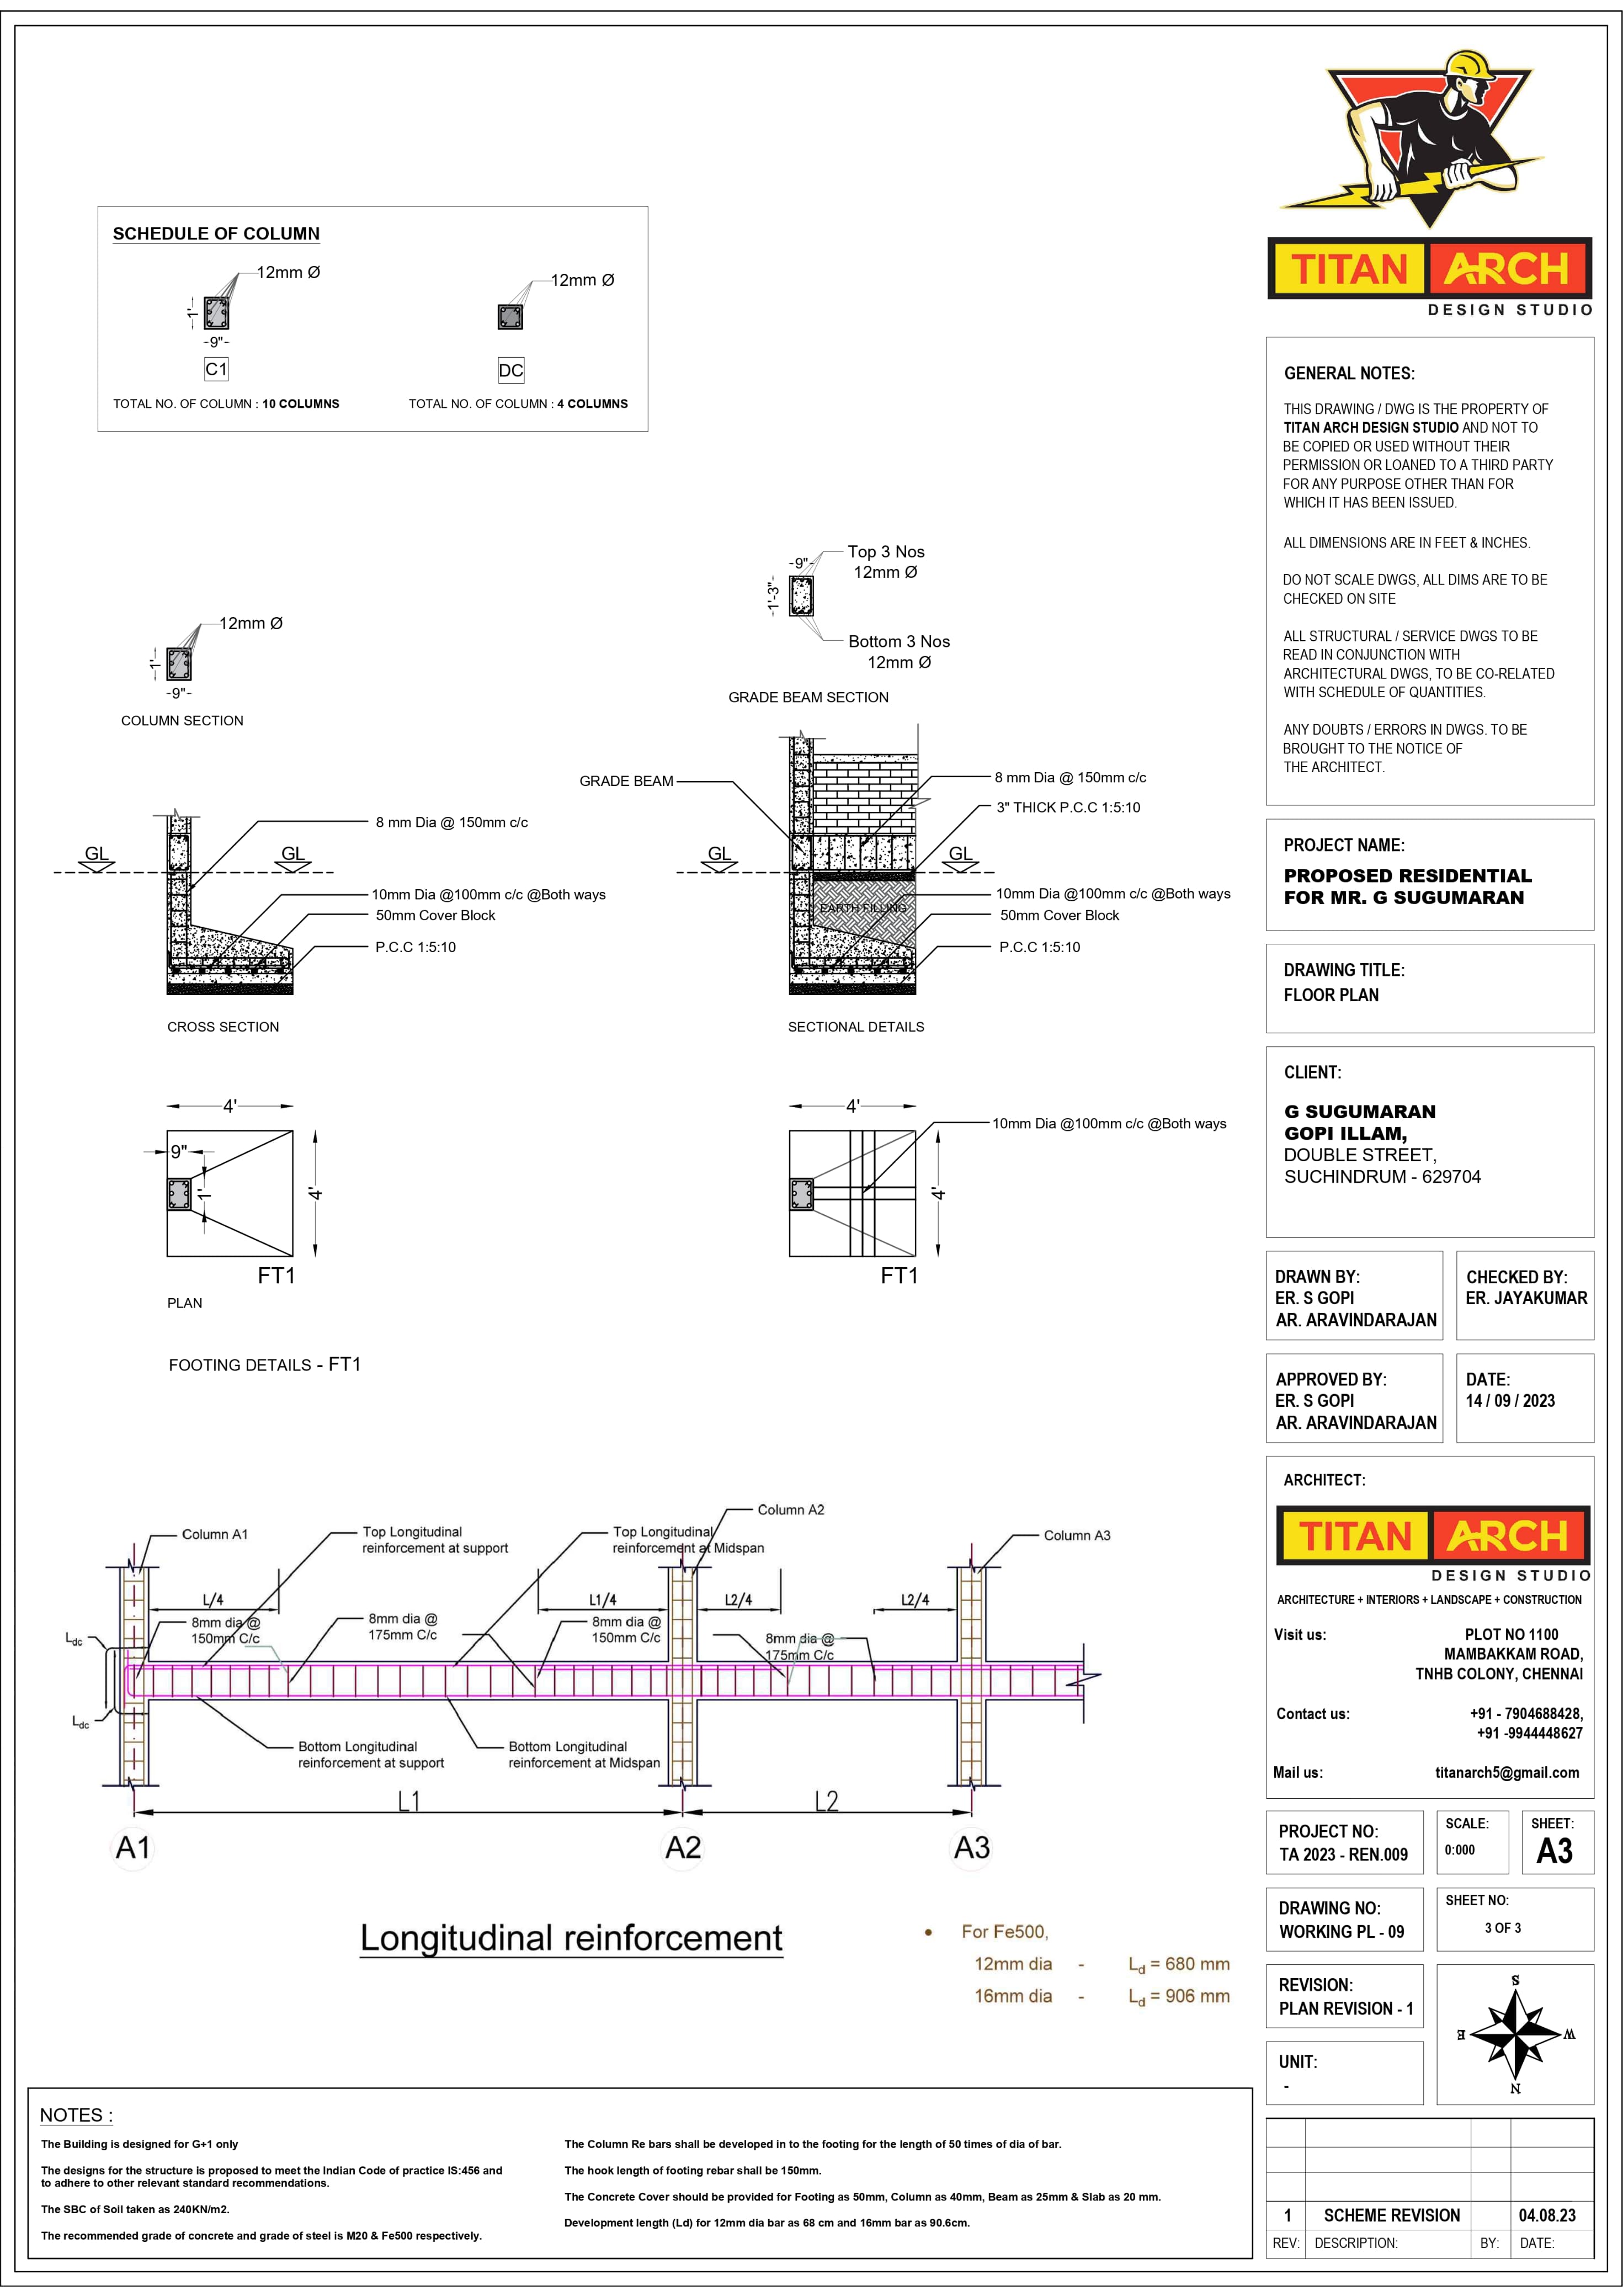 SCHEDULE OF COLUMN
12mm Ø
1'
-9"-
C1
TOTAL NO. OF COLUMN : 10 COLUMNS
12mm Ø
DC
TOTAL NO. OF COLUMN : 4 COLUMNS
12mm Ø
1'
-9"-
COLUMN SECTION
-9"-
1'-3"-
Top 3 Nos
12mm Ø
Bottom 3 Nos
12mm Ø
GRADE BEAM SECTION
8 mm Dia @ 150mm c/c
GL
GL
10mm Dia @100mm c/c @Both ways
50mm Cover Block
P.C.C 1:5:10
CROSS SECTION
GRADE BEAM
8 mm Dia @ 150mm c/c
3" THICK P.C.C 1:5:10
GL
GL
10mm Dia @100mm c/c @Both ways
EARTH FILLING
50mm Cover Block
P.C.C 1:5:10
SECTIONAL DETAILS
4'
9"
1'
4'
FT1
PLAN
4'
10mm Dia @100mm c/c @Both ways
4'
FT1
FOOTING DETAILS - FT1
Column A1
Top Longitudinal
reinforcement at support
Top Longitudinal
reinforcement at Midspan
Column A2
Column A3
L/4
L1/4
L2/4
L2/4
8mm dia @
150mm C/c
8mm dia @
175mm C/c
8mm dia @
150mm C/c
8mm dia @
175mm C/c
Ldc
Ldc
Bottom Longitudinal
reinforcement at support
Bottom Longitudinal
reinforcement at Midspan
L1
L2
A1
A2
A3
Longitudinal reinforcement
• For Fe500,
12mm dia - Ld = 680 mm
16mm dia - Ld = 906 mm
NOTES :
The Building is designed for G+1 only
The designs for the structure is proposed to meet the Indian Code of practice IS:456 and
to adhere to other relevant standard recommendations.
The SBC of Soil taken as 240KN/m2.
The recommended grade of concrete and grade of steel is M20 & Fe500 respectively.
The Column Re bars shall be developed in to the footing for the length of 50 times of dia of bar.
The hook length of footing rebar shall be 150mm.
The Concrete Cover should be provided for Footing as 50mm, Column as 40mm, Beam as 25mm & Slab as 20 mm.
Development length (Ld) for 12mm dia bar as 68 cm and 16mm bar as 90.6cm.
TITAN ARCH
DESIGN STUDIO
GENERAL NOTES:
THIS DRAWING / DWG IS THE PROPERTY OF
TITAN ARCH DESIGN STUDIO AND NOT TO
BE COPIED OR USED WITHOUT THEIR
PERMISSION OR LOANED TO A THIRD PARTY
FOR ANY PURPOSE OTHER THAN FOR
WHICH IT HAS BEEN ISSUED.
ALL DIMENSIONS ARE IN FEET & INCHES.
DO NOT SCALE DWGS, ALL DIMS ARE TO BE
CHECKED ON SITE
ALL STRUCTURAL / SERVICE DWGS TO BE
READ IN CONJUNCTION WITH
ARCHITECTURAL DWGS, TO BE CO-RELATED
WITH SCHEDULE OF QUANTITIES.
ANY DOUBTS / ERRORS IN DWGS. TO BE
BROUGHT TO THE NOTICE OF
THE ARCHITECT.
PROJECT NAME:
PROPOSED RESIDENTIAL
FOR MR. G SUGUMARAN
DRAWING TITLE:
FLOOR PLAN
CLIENT:
G SUGUMARAN
GOPI ILLAM,
DOUBLE STREET,
SUCHINDRUM - 629704
DRAWN BY:
ER. S GOPI
AR. ARAVINDARAJAN
CHECKED BY:
ER. JAYAKUMAR
APPROVED BY:
ER. S GOPI
AR. ARAVINDARAJAN
DATE:
14 / 09 / 2023
ARCHITECT:
TITAN ARCH
DESIGN STUDIO
ARCHITECTURE + INTERIORS + LANDSCAPE + CONSTRUCTION
Visit us: PLOT NO 1100
MAMBAKKAM ROAD,
TNHB COLONY, CHENNAI
Contact us: +91 - 7904688428,
+91 -9944448627
Mail us: titanarch5@gmail.com
PROJECT NO:
TA 2023 - REN.009
SCALE:
0:000
SHEET:
A3
DRAWING NO:
WORKING PL - 09
SHEET NO:
3 OF 3
REVISION:
PLAN REVISION - 1
UNIT:
-
S
E
W
N
1 SCHEME REVISION 04.08.23
REV: DESCRIPTION: BY: DATE: